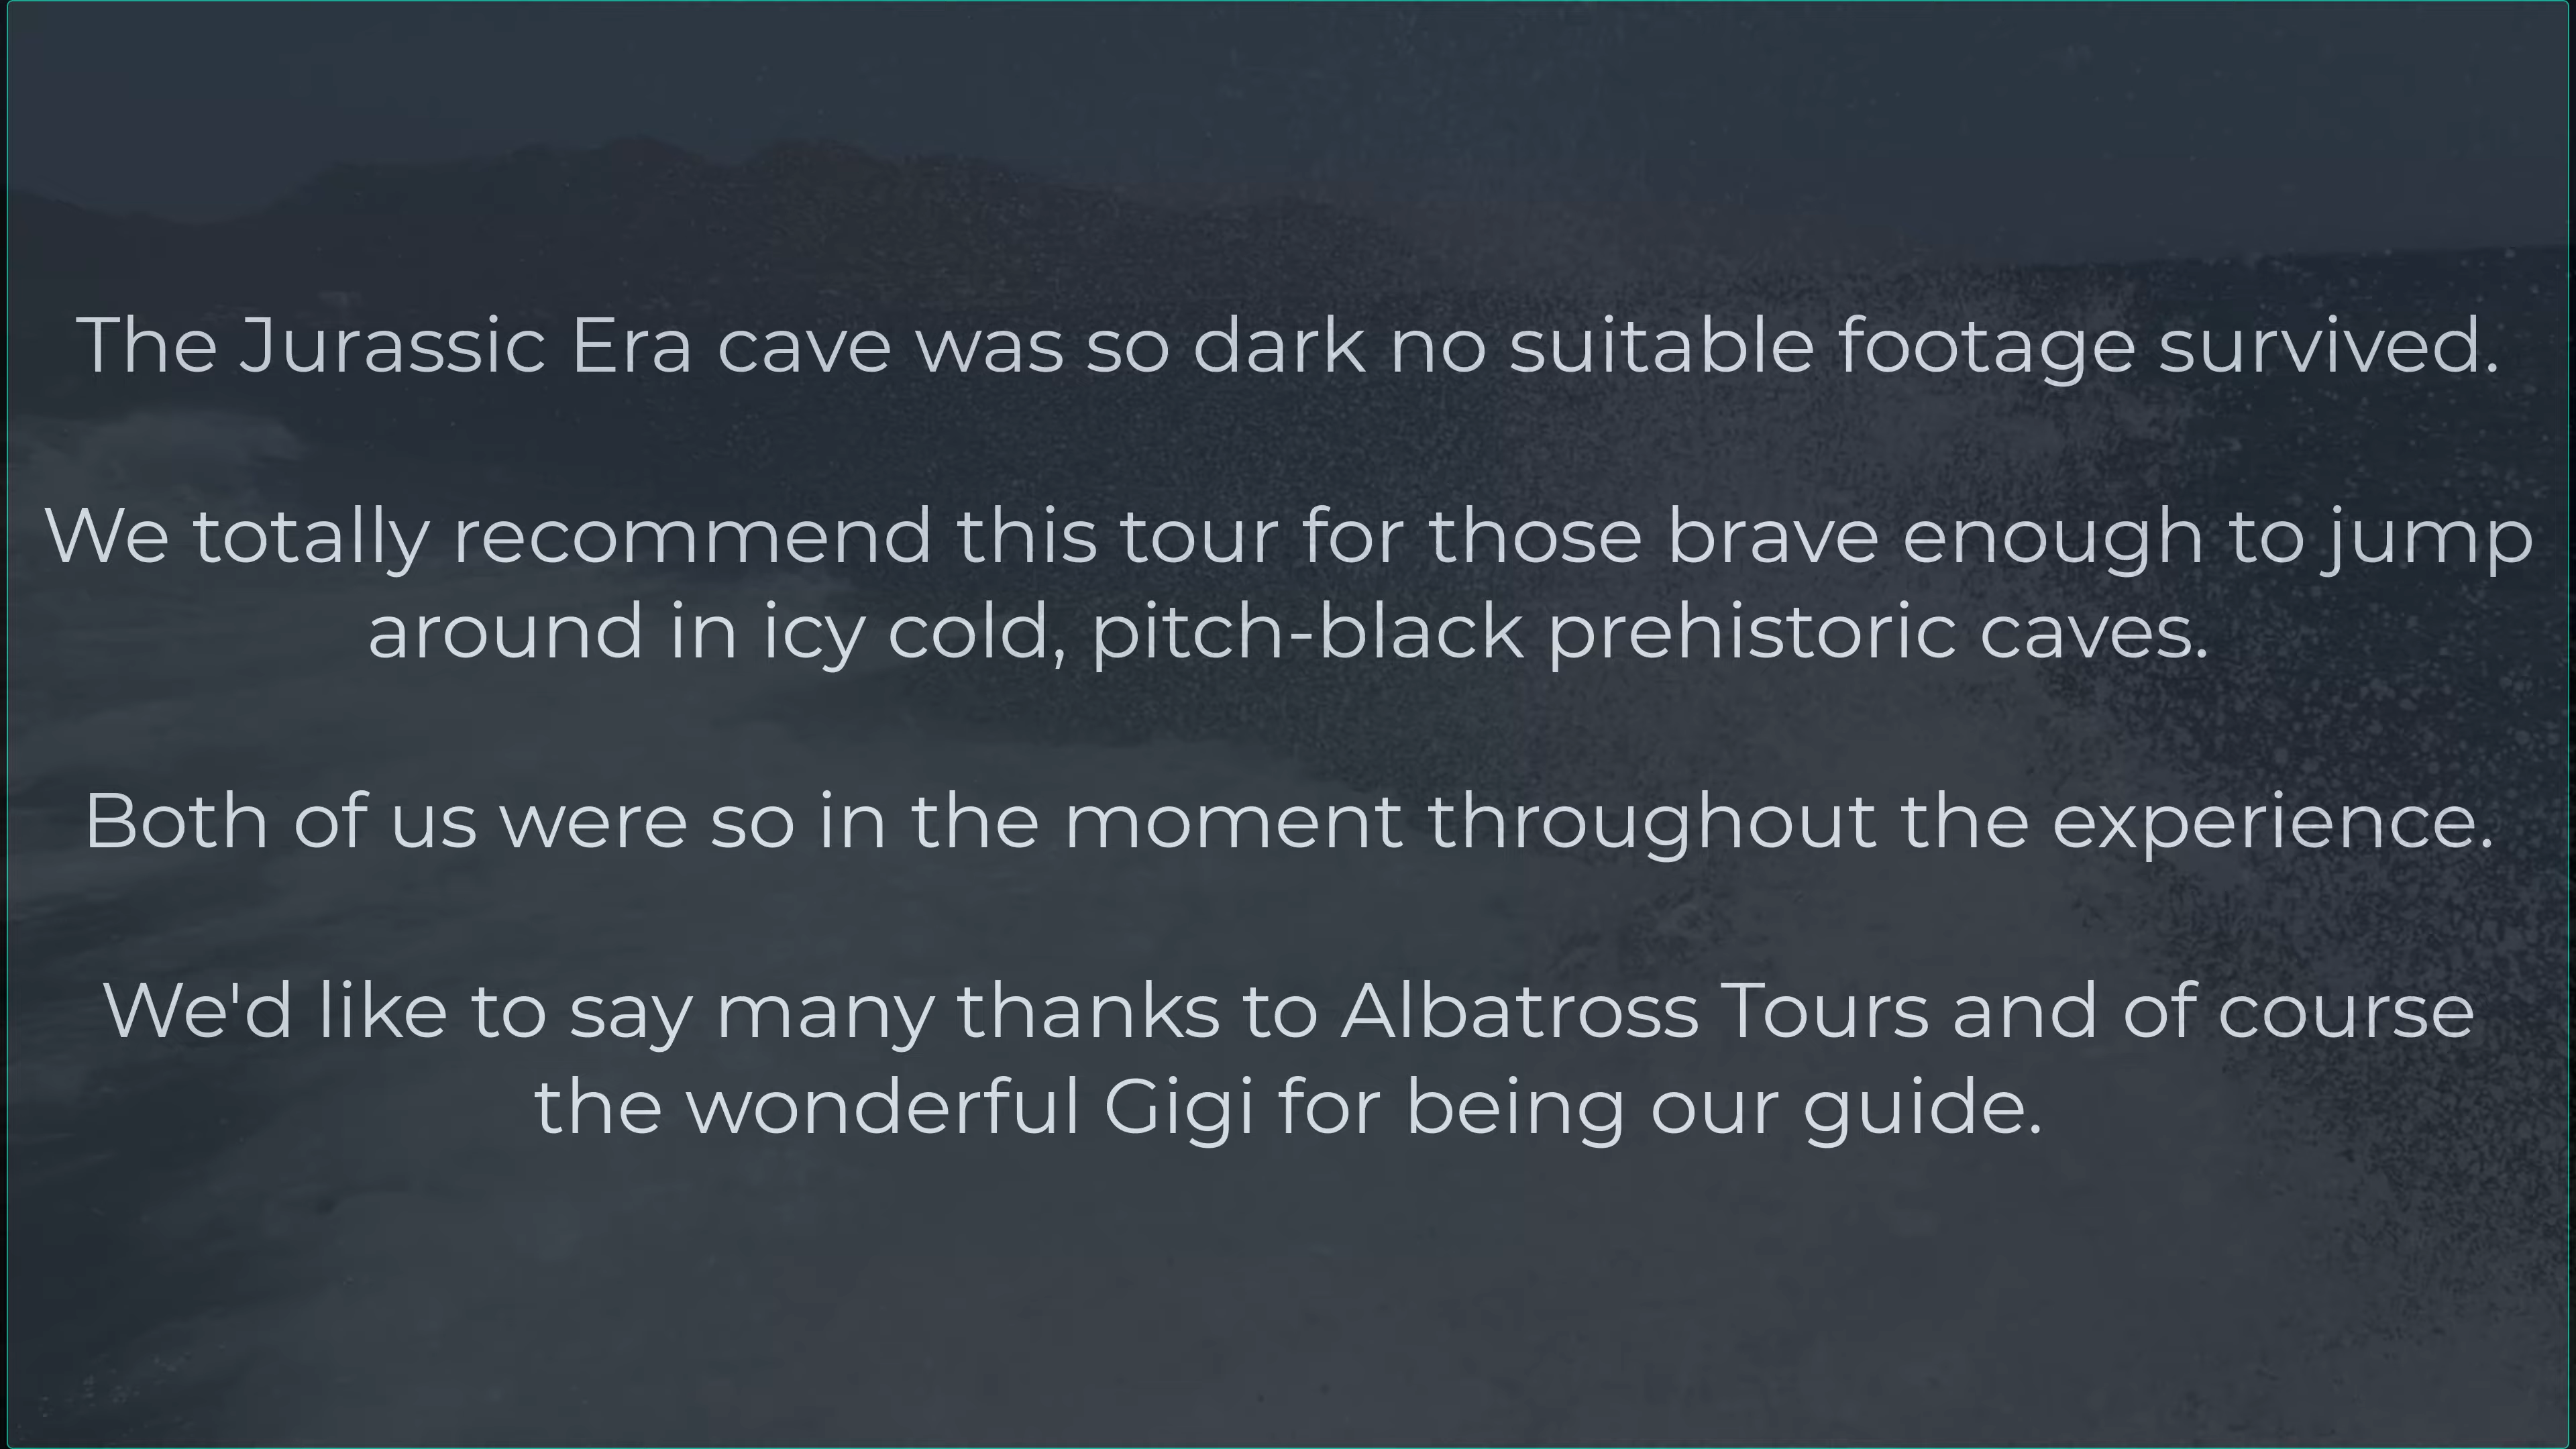 The Jurassic Era cave was so dark no suitable footage survived.
We totally recommend this tour for those brave enough to jump
around in icy cold, pitch-black prehistoric caves.
Both of us were so in the moment throughout the experience.
We'd like to say many thanks to Albatross Tours and of course
the wonderful Gigi for being our guide.